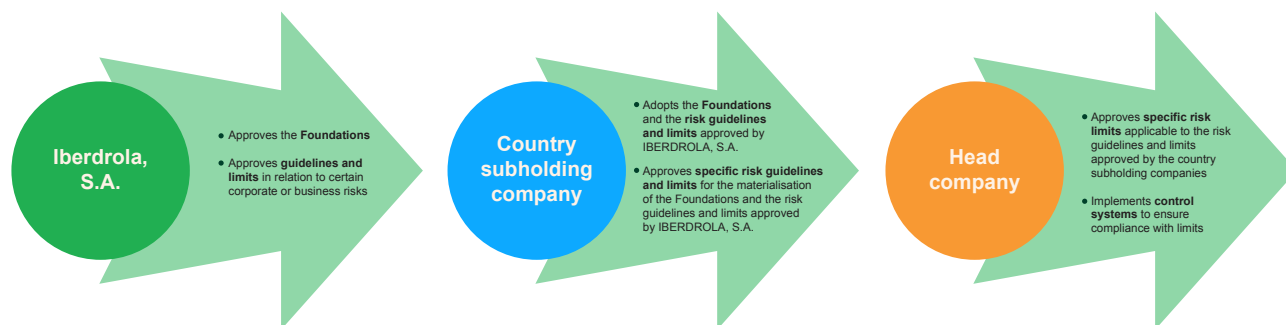 Iberdrola,
S.A.
• Approves the Foundations
• Approves guidelines and
limits in relation to certain
corporate or business risks
Country
subholding
company
• Adopts the Foundations
and the risk guidelines
and limits approved by
IBERDROLA, S.A.
• Approves specific risk guidelines
and limits for the materialisation
of the Foundations and the risk
guidelines and limits approved
by IBERDROLA, S.A.
Head
company
• Approves specific risk
limits applicable to the risk
guidelines and limits
approved by the country
subholding companies
• Implements control
systems to ensure
compliance with limits